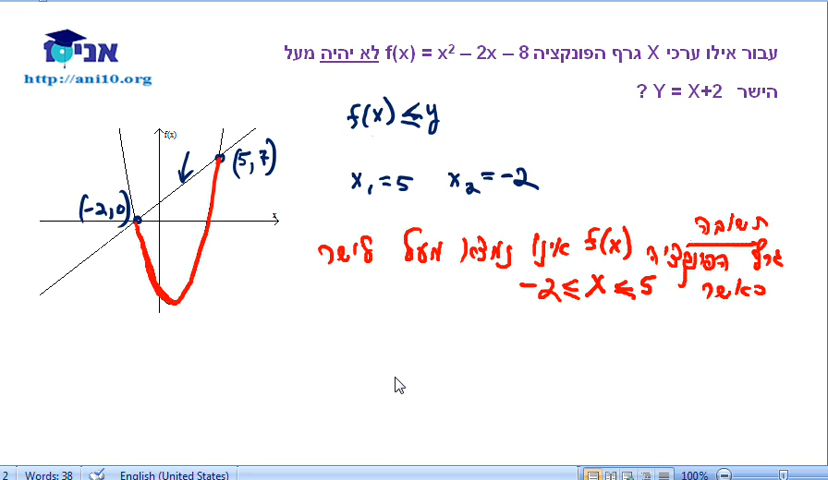 עבור אילו ערכי X גרף הפונקציה f(x) = x² – 2x – 8 לא יהיה מעל
הישר Y = X+2 ?
אניסו
http://ani10.org
f(x) ≤ y
f(x)
(5,7)
x₁ = 5 x₂ = -2
(-2,0)
x
תשובה
גרף הפונקציה f(x) אינו נמצא מעל לישר
כאשר -2 ≤ x ≤ 5
2 Words: 38 English (United States) 100%